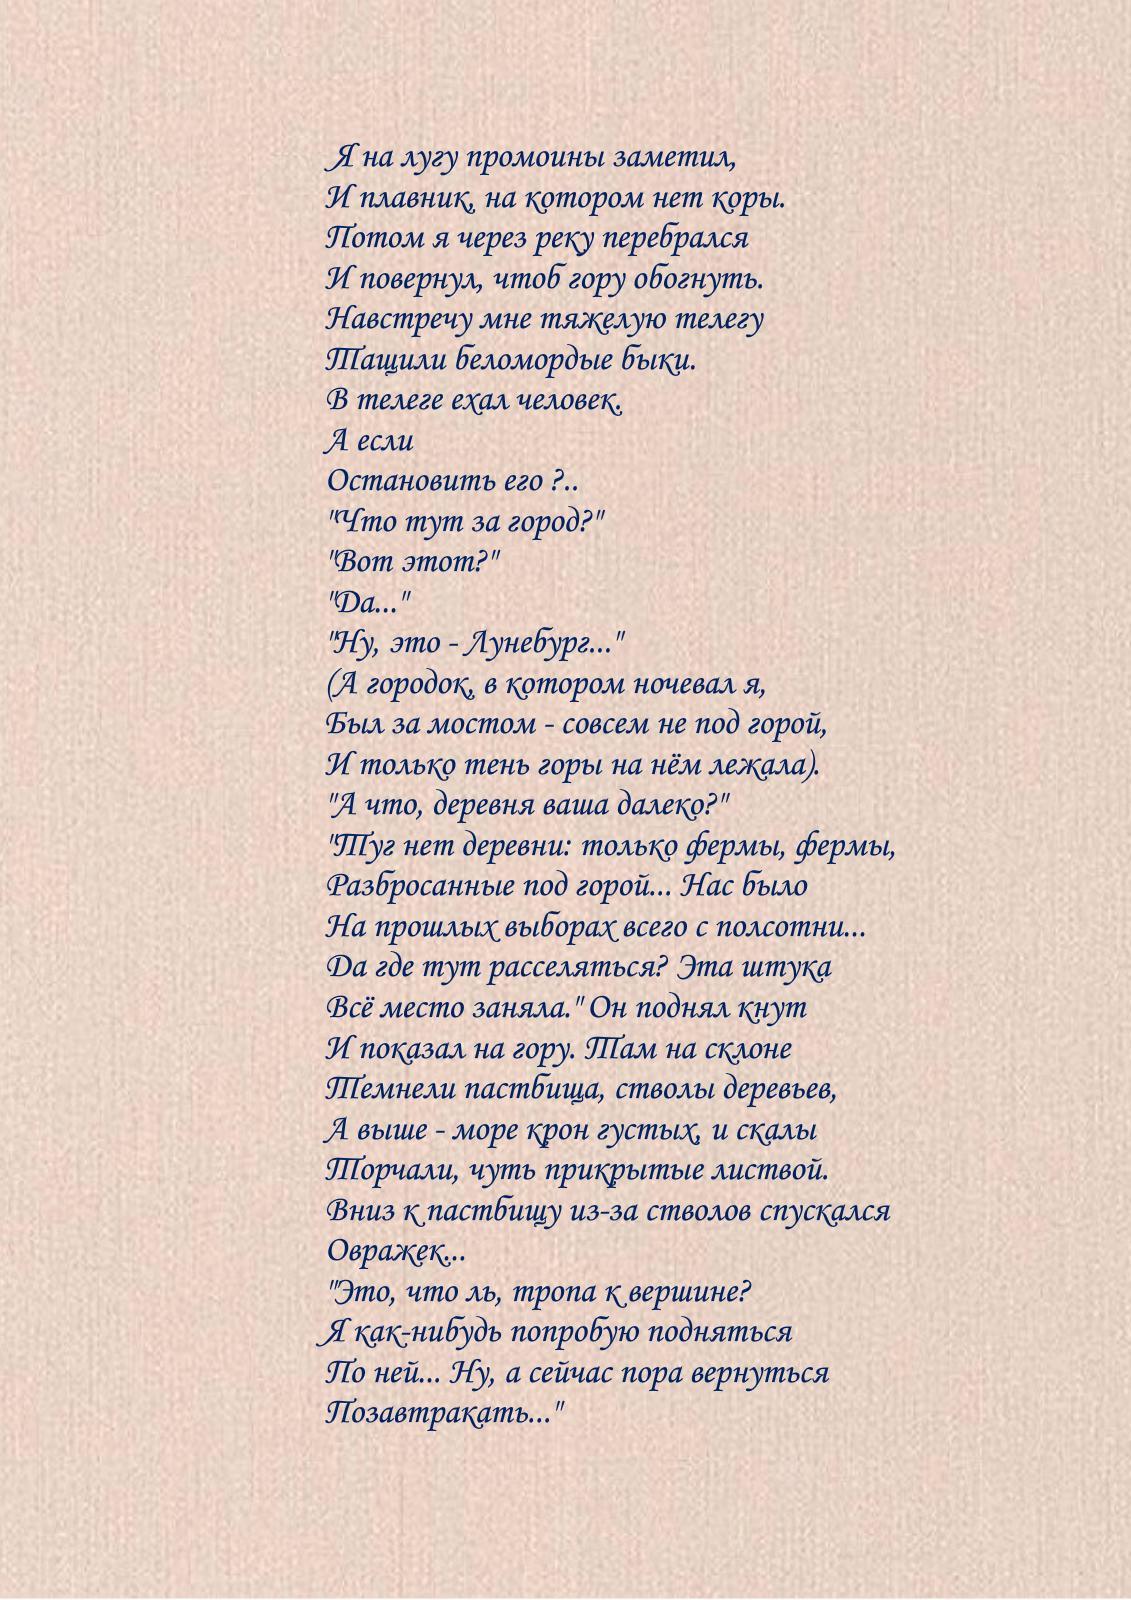 Я на лугу промоины заметил,
И плавник, на котором нет коры.
Потом я через реку перебрался
И повернул, чтоб гору обогнуть.
Навстречу мне тяжелую телегу
Тащили беломордые быки.
В телеге ехал человек.
А если
Остановить его ?..
"Что тут за город?"
"Вот этот?"
"Да..."
"Ну, это - Лунебург..."
(А городок, в котором ночевал я,
Был за мостом - совсем не под горой,
И только тень горы на нём лежала).
"А что, деревня ваша далеко?"
"Туг нет деревни: только фермы, фермы,
Разбросанные под горой... Нас было
На прошлых выборах всего с полсотни...
Да где тут расселяться? Эта штука
Всё место заняла." Он поднял кнут
И показал на гору. Там на склоне
Темнели пастбища, стволы деревьев,
А выше - море крон густых, и скалы
Торчали, чуть прикрытые листвой.
Вниз к пастбищу из-за стволов спускался
Овражек...
"Это, что ль, тропа к вершине?
Я как-нибудь попробую подняться
По ней... Ну, а сейчас пора вернуться
Позавтракать..."